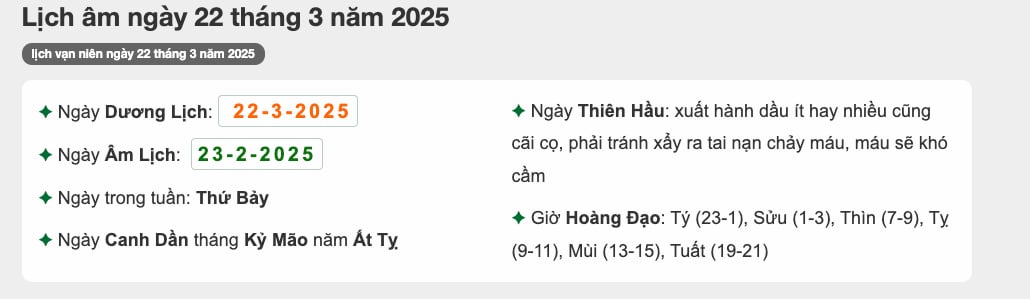 Lịch âm ngày 22 tháng 3 năm 2025
lịch vạn niên ngày 22 tháng 3 năm 2025
✦ Ngày Dương Lịch: 22-3-2025
✦ Ngày Âm Lịch: 23-2-2025
✦ Ngày trong tuần: Thứ Bảy
✦ Ngày Canh Dần tháng Kỷ Mão năm Ất Tỵ
✦ Ngày Thiên Hầu: xuất hành dầu ít hay nhiều cũng
cãi cọ, phải tránh xẩy ra tai nạn chảy máu, máu sẽ khó
cầm
✦ Giờ Hoàng Đạo: Tý (23-1), Sửu (1-3), Thìn (7-9), Tỵ
(9-11), Mùi (13-15), Tuất (19-21)